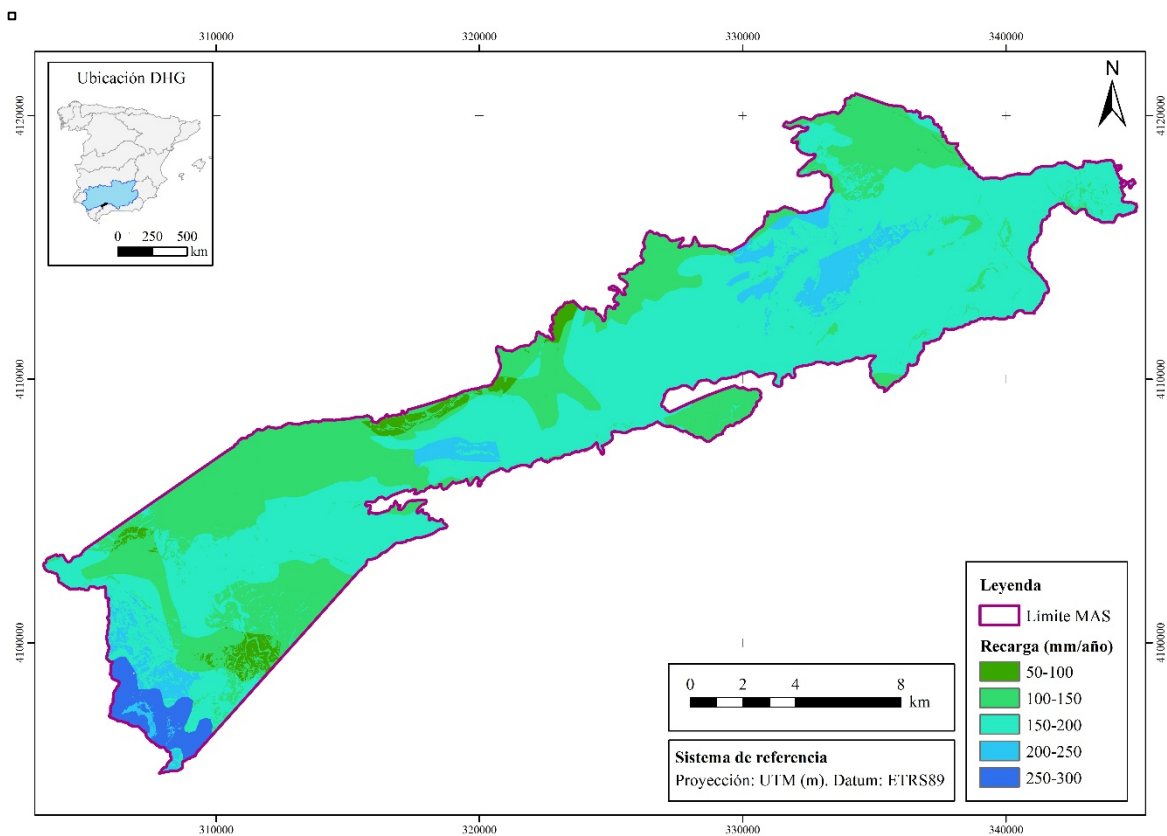 310000 320000 330000 340000
Ubicación DHG
0 250 500
km
N
4120000 4120000
4110000 4110000
4100000 4100000
Leyenda
Límite MAS
Recarga (mm/año)
50-100
100-150
150-200
200-250
250-300
0 2 4 8
km
Sistema de referencia
Proyección: UTM (m). Datum: ETRS89
310000 320000 330000 340000